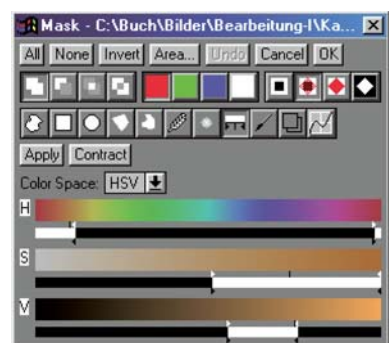 Mask - C:\Buch\Bilder\Bearbeitung-I\Ka...
All None Invert Area... Undo Cancel OK
Apply Contract
Color Space: HSV
H
S
V